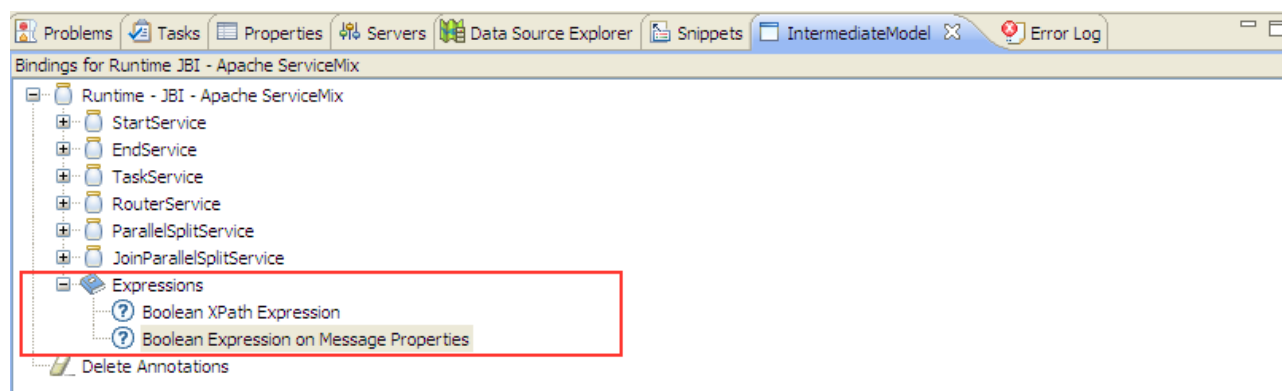 Problems Tasks Properties Servers Data Source Explorer Snippets IntermediateModel Error Log
Bindings for Runtime JBI - Apache ServiceMix
Runtime - JBI - Apache ServiceMix
StartService
EndService
TaskService
RouterService
ParallelSplitService
JoinParallelSplitService
Expressions
Boolean XPath Expression
Boolean Expression on Message Properties
Delete Annotations